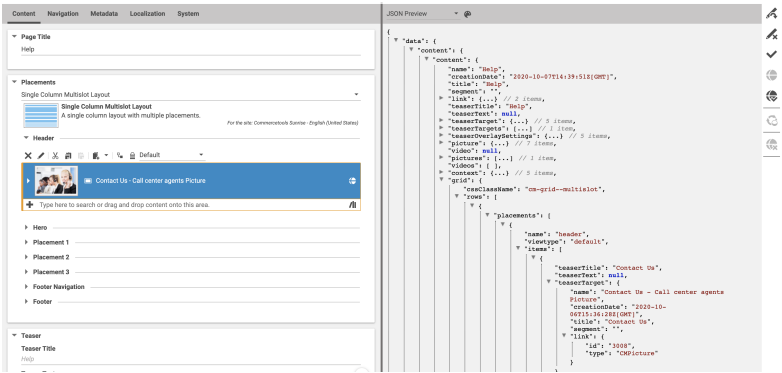 Content Navigation Metadata Localization System
Page Title
Help
Placements
Single Column Multislot Layout
Single Column Multislot Layout
A single column layout with multiple placements.
For the site: Commercetools Sunrise - English (United States)
Header
Default
Contact Us - Call center agents Picture
Type here to search or drag and drop content onto this area.
Hero
Placement 1
Placement 2
Placement 3
Footer Navigation
Footer
Teaser
Teaser Title
Help
JSON Preview
{
"data": {
"content": {
"content": {
"name": "Help",
"creationDate": "2020-10-07T14:39:51Z[GMT]",
"title": "Help",
"segment": "",
"link": {...} // 2 items,
"teaserTitle": "Help",
"teaserText": null,
"teaserTarget": {...} // 5 items,
"teaserTargets": [...] // 1 item,
"teaserOverlaySettings": {...} // 5 items,
"picture": {...} // 7 items,
"video": null,
"pictures": [...] // 1 item,
"videos": [ ],
"context": {...} // 5 items,
"grid": {
"cssClassName": "cm-grid--multislot",
"rows": [
{
"placements": [
{
"name": "header",
"viewtype": "default",
"items": [
{
"teaserTitle": "Contact Us",
"teaserText": null,
"teaserTarget": {
"name": "Contact Us - Call center agents
Picture",
"creationDate": "2020-10-
06T15:36:28Z[GMT]",
"title": "Contact Us",
"segment": "",
"link": {
"id": "3008",
"type": "CMPicture"
}